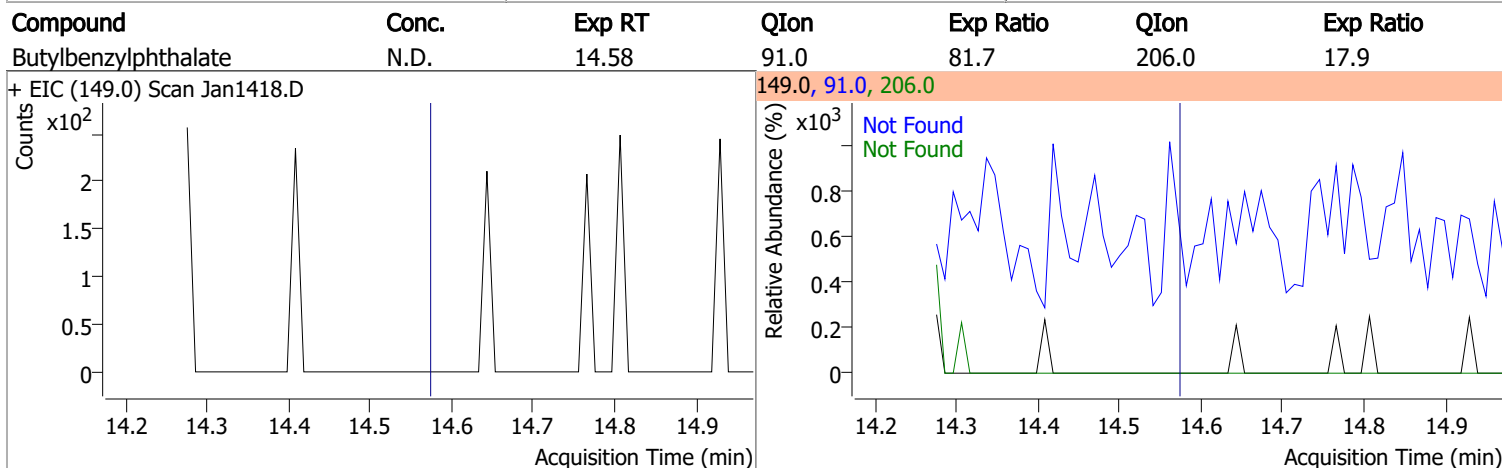 Compound Conc. Exp RT QIon Exp Ratio QIon Exp Ratio
Butylbenzylphthalate N.D. 14.58 91.0 81.7 206.0 17.9
+ EIC (149.0) Scan Jan1418.D
Counts
x10²
2
1.5
1
0.5
0
14.2 14.3 14.4 14.5 14.6 14.7 14.8 14.9
Acquisition Time (min)
149.0, 91.0, 206.0
Relative Abundance (%)
x10³
Not Found
Not Found
0.8
0.6
0.4
0.2
0
14.2 14.3 14.4 14.5 14.6 14.7 14.8 14.9
Acquisition Time (min)